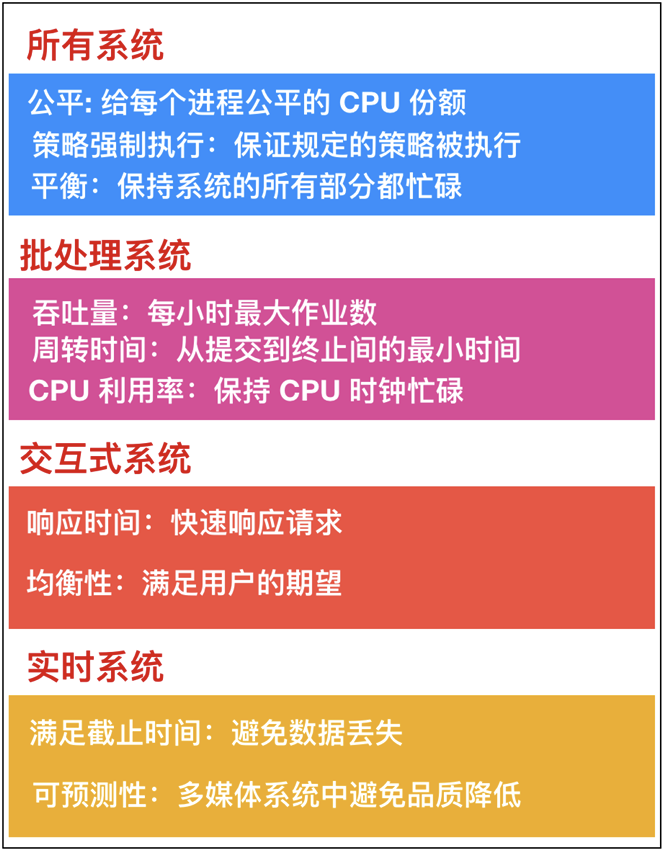 所有系统
公平: 给每个进程公平的 CPU 份额
策略强制执行：保证规定的策略被执行
平衡：保持系统的所有部分都忙碌
批处理系统
吞吐量：每小时最大作业数
周转时间：从提交到终止间的最小时间
CPU 利用率：保持 CPU 时钟忙碌
交互式系统
响应时间：快速响应请求
均衡性：满足用户的期望
实时系统
满足截止时间：避免数据丢失
可预测性：多媒体系统中避免品质降低